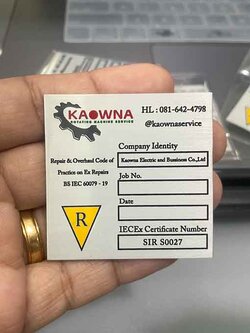 KAOWNA
ROTATING MACHINE SERVICE
HL : 081-642-4798
@kaownaservice
Repair & Overhaul Code of
Practice on Ex Repairs
BS IEC 60079 - 19
R
Company Identity
Kaowna Electric and Bussiness Co.,Ltd
Job No.
Date
IECEx Certificate Number
SIR S0027